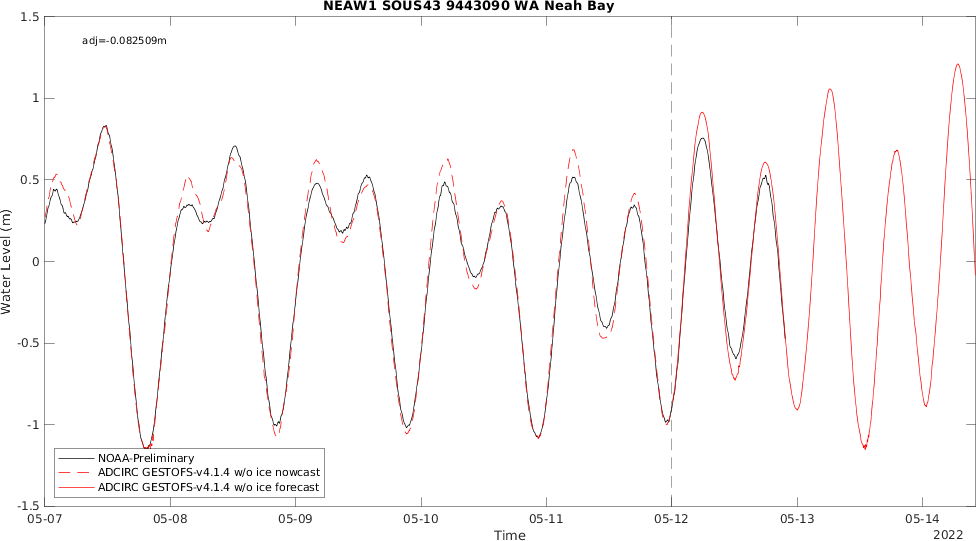 NEAW1 SOUS43 9443090 WA Neah Bay
adj=-0.082509m
1.5
1
0.5
0
-0.5
-1
-1.5
Water Level (m)
NOAA-Preliminary
ADCIRC GESTOFS-v4.1.4 w/o ice nowcast
ADCIRC GESTOFS-v4.1.4 w/o ice forecast
05-07 05-08 05-09 05-10 05-11 05-12 05-13 05-14
Time
2022